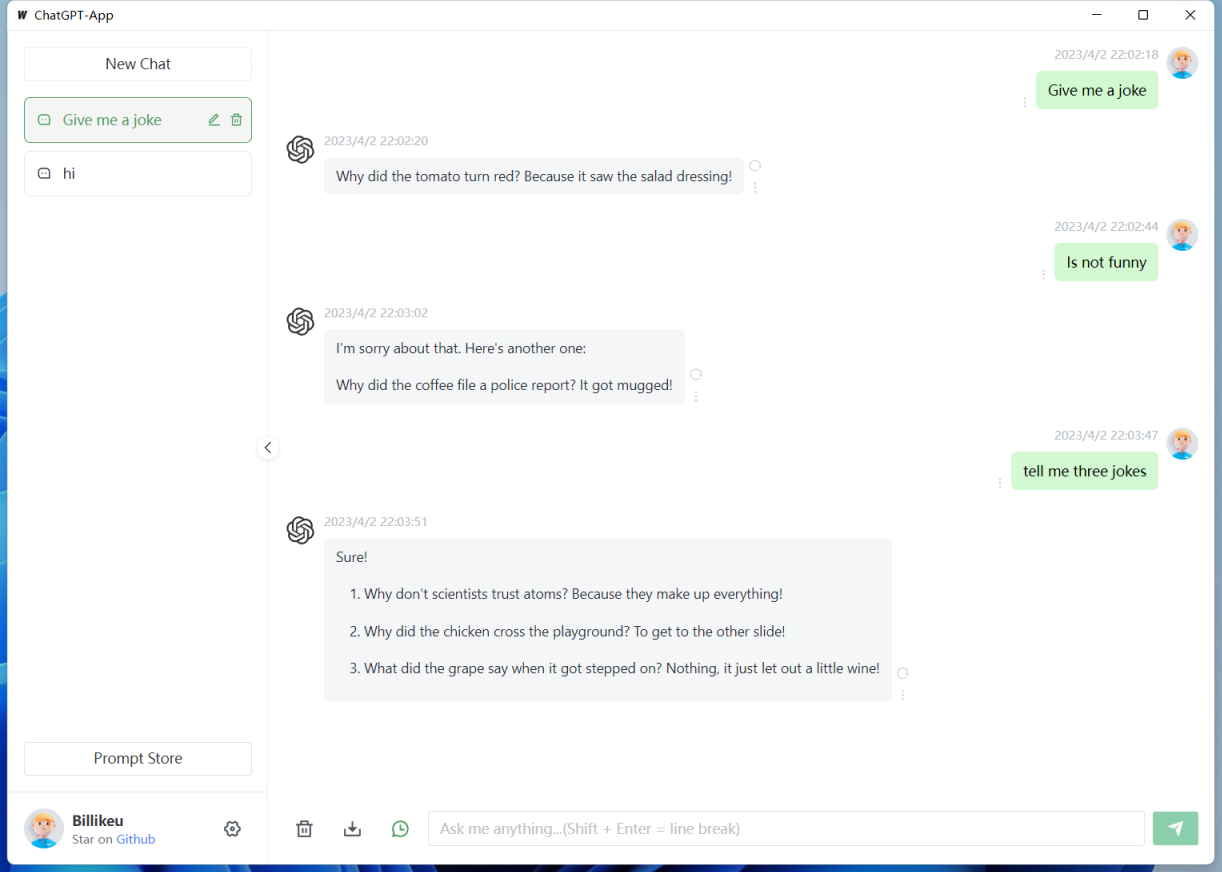 ChatGPT-App
New Chat
Give me a joke
hi
Prompt Store
Billikeu
Star on Github
2023/4/2 22:02:18
Give me a joke
2023/4/2 22:02:20
Why did the tomato turn red? Because it saw the salad dressing!
2023/4/2 22:02:44
Is not funny
2023/4/2 22:03:02
I'm sorry about that. Here's another one:
Why did the coffee file a police report? It got mugged!
2023/4/2 22:03:47
tell me three jokes
2023/4/2 22:03:51
Sure!
1. Why don't scientists trust atoms? Because they make up everything!
2. Why did the chicken cross the playground? To get to the other slide!
3. What did the grape say when it got stepped on? Nothing, it just let out a little wine!
Ask me anything...(Shift + Enter = line break)